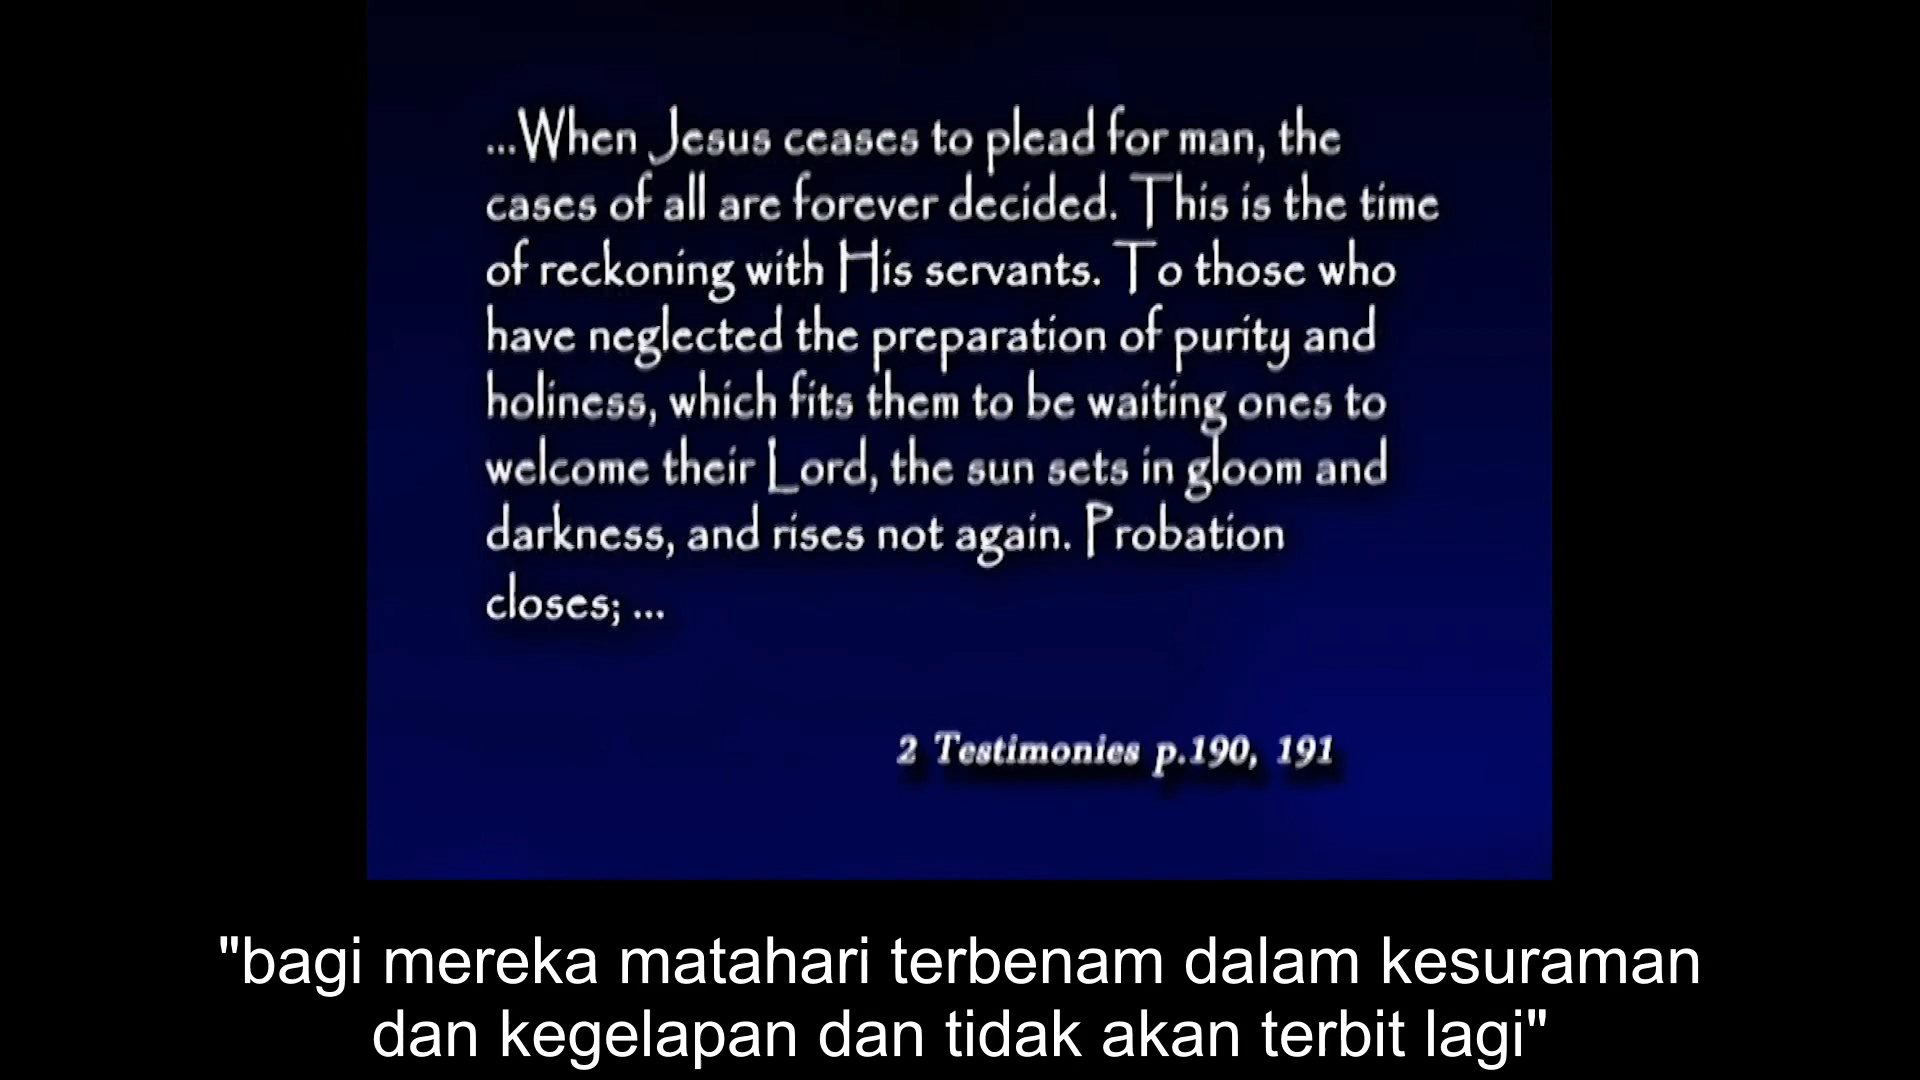 ...When Jesus ceases to plead for man, the
cases of all are forever decided. This is the time
of reckoning with His servants. To those who
have neglected the preparation of purity and
holiness, which fits them to be waiting ones to
welcome their Lord, the sun sets in gloom and
darkness, and rises not again. Probation
closes; ...
2 Testimonies p.190, 191
"bagi mereka matahari terbenam dalam kesuraman
dan kegelapan dan tidak akan terbit lagi"